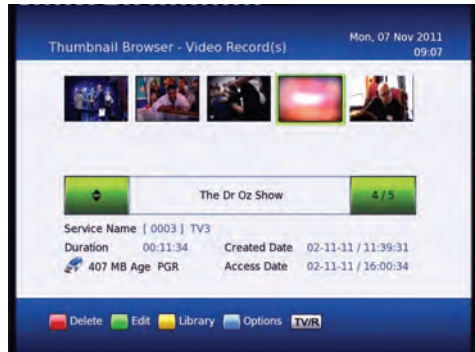 Mon, 07 Nov 2011
Thumbnail Browser - Video Record(s)
09:07
The Dr Oz Show
4 / 5
Service Name [ 0003 ] TV3
Duration 00:11:34 Created Date 02-11-11 / 11:39:31
407 MB Age PGR Access Date 02-11-11 / 16:00:34
Delete Edit Library Options TV/R